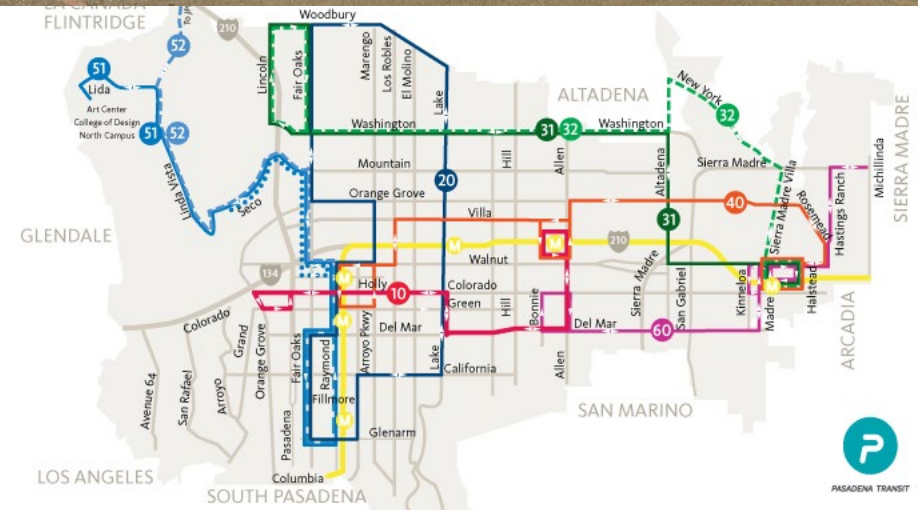 LA CANADA
FLINTRIDGE
To JPL
52
210
Woodbury
51
Lida
Art Center
College of Design
North Campus
51
52
Lincoln
Fair Oaks
Marengo
Los Robles
El Molino
Lake
ALTADENA
New York
32
Washington
31
32
Washington
SIERRA MADRE
Michillinda
Mountain
Hill
Allen
Altadena
Sierra Madre
20
Orange Grove
Linda Vista
Seco
Villa
31
40
Sierra Madre Villa
Rosemead
Hastings Ranch
GLENDALE
M
M
210
Walnut
134
M
Holly
10
Colorado
Green
Hill
Bonnie
Sierra Madre
San Gabriel
Kinneloa
M
Madre
Halstead
Colorado
M
Del Mar
Del Mar
60
ARCADIA
Grand
Orange Grove
Fair Oaks
Raymond
Arroyo Pkwy
Lake
California
Allen
Avenue 64
San Rafael
Arroyo
Pasadena
Fillmore
M
Glenarm
SAN MARINO
LOS ANGELES
Columbia
SOUTH PASADENA
P
PASADENA TRANSIT